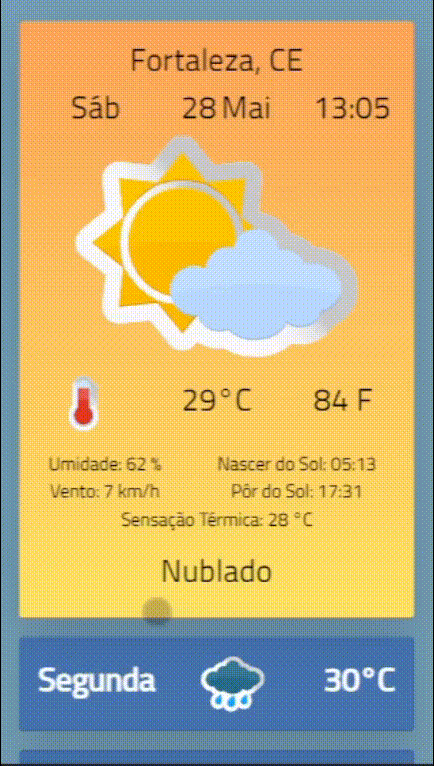 Fortaleza, CE
Sáb 28 Mai 13:05
29°C 84 F
Umidade: 62 % Nascer do Sol: 05:13
Vento: 7 km/h Pôr do Sol: 17:31
Sensação Térmica: 28 °C
Nublado
Segunda 30°C